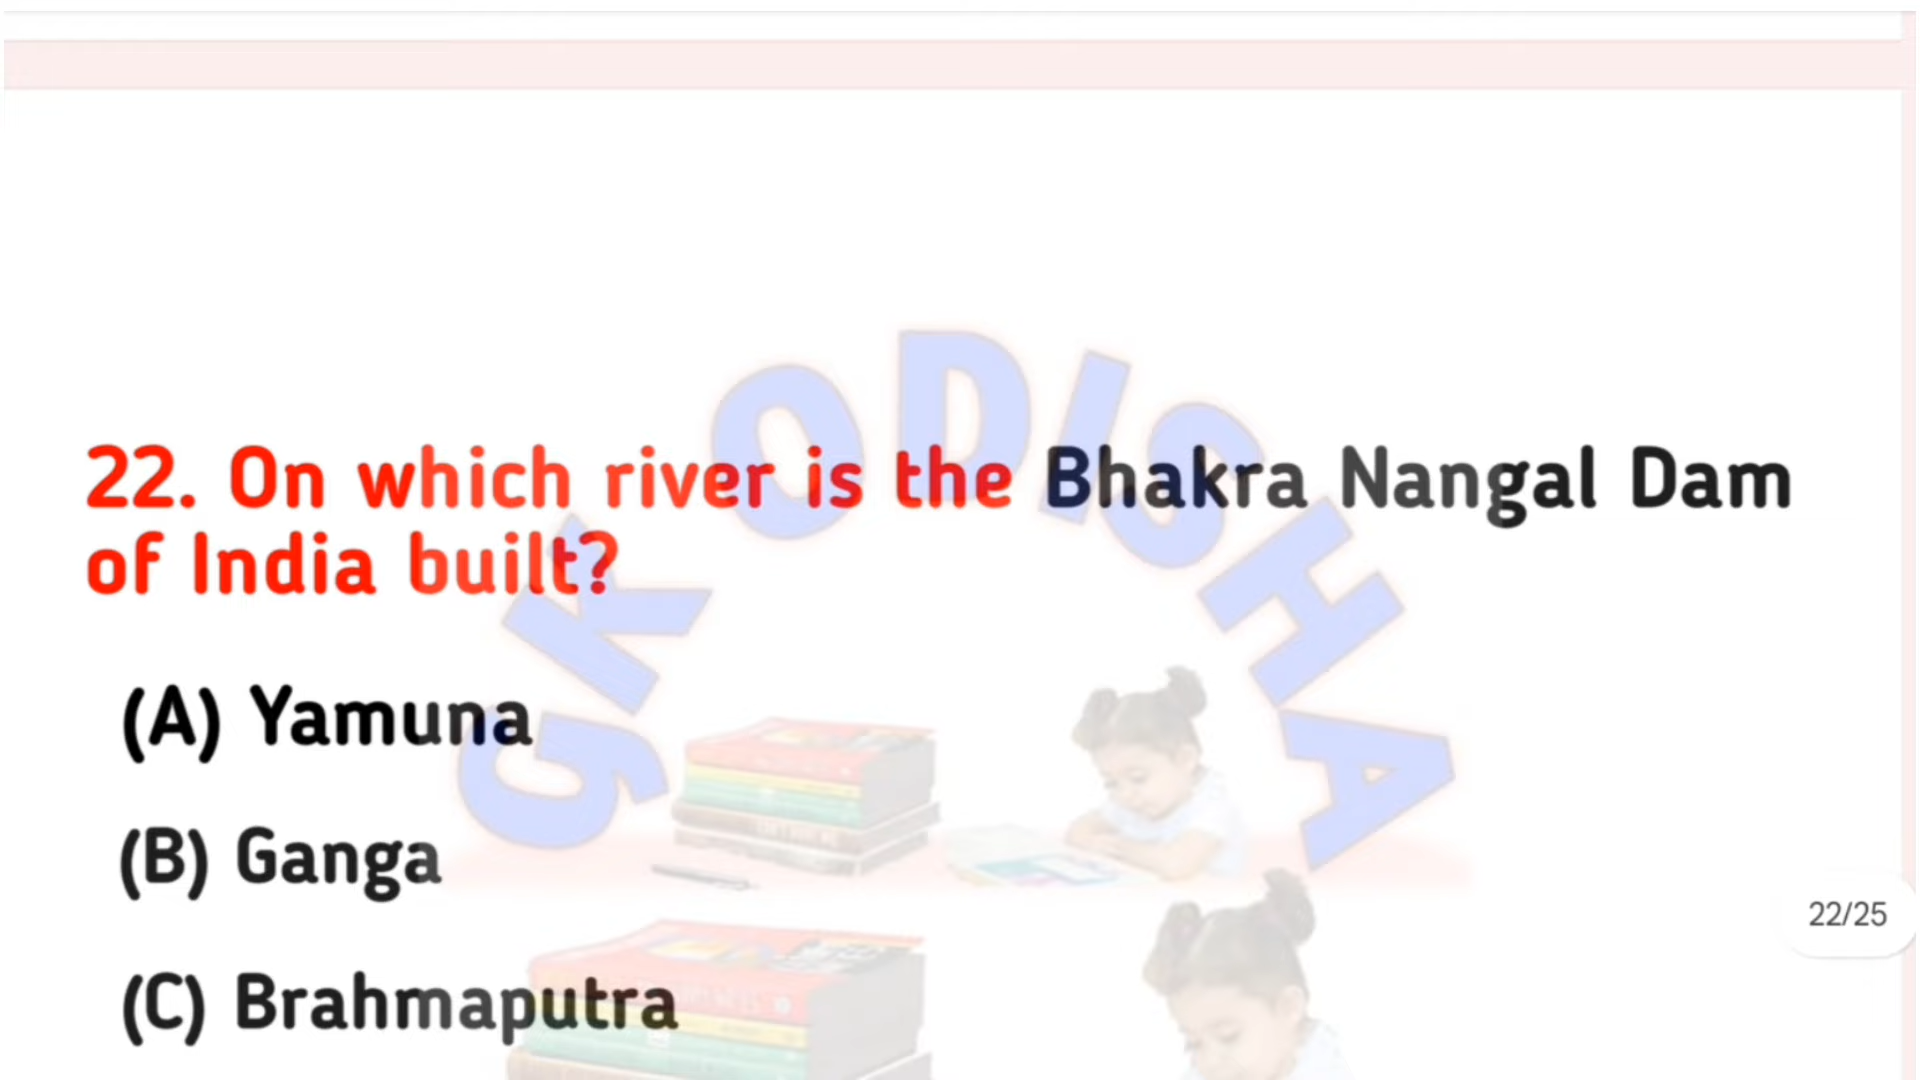 22. On which river is the Bhakra Nangal Dam
of India built?
GK ODISHA
(A) Yamuna
(B) Ganga
22/25
(C) Brahmaputra